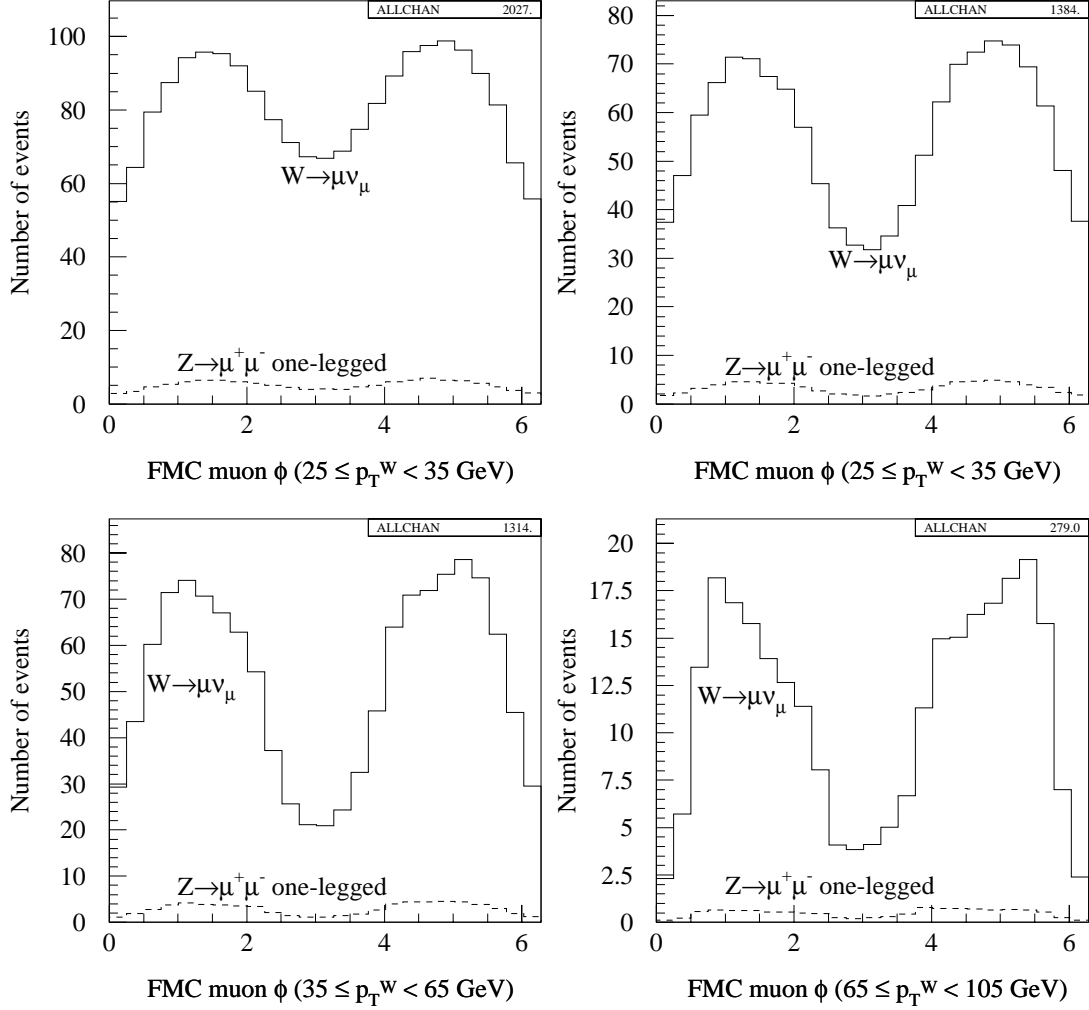 ALLCHAN 2027.
Number of events
100
80
60
40
20
0
W→μν_μ
Z→μ⁺μ⁻ one-legged
0 2 4 6
FMC muon ϕ (25 ≤ p_T^W < 35 GeV)
ALLCHAN 1384.
Number of events
80
70
60
50
40
30
20
10
0
W→μν_μ
Z→μ⁺μ⁻ one-legged
0 2 4 6
FMC muon ϕ (25 ≤ p_T^W < 35 GeV)
ALLCHAN 1314.
Number of events
80
70
60
50
40
30
20
10
0
W→μν_μ
Z→μ⁺μ⁻ one-legged
0 2 4 6
FMC muon ϕ (35 ≤ p_T^W < 65 GeV)
ALLCHAN 279.0
Number of events
20
17.5
15
12.5
10
7.5
5
2.5
0
W→μν_μ
Z→μ⁺μ⁻ one-legged
0 2 4 6
FMC muon ϕ (65 ≤ p_T^W < 105 GeV)